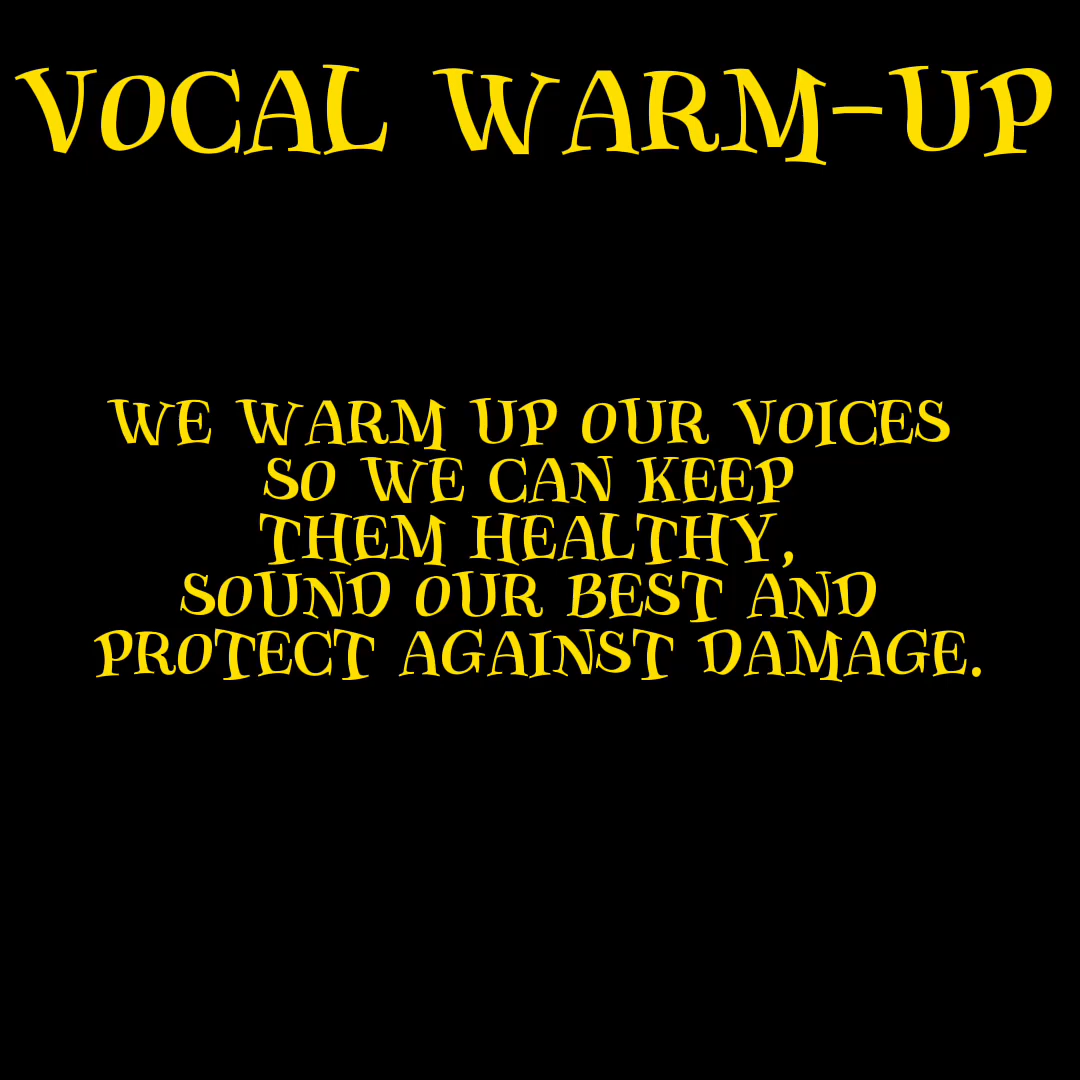 VOCAL WARM-UP
WE WARM UP OUR VOICES
SO WE CAN KEEP
THEM HEALTHY,
SOUND OUR BEST AND
PROTECT AGAINST DAMAGE.